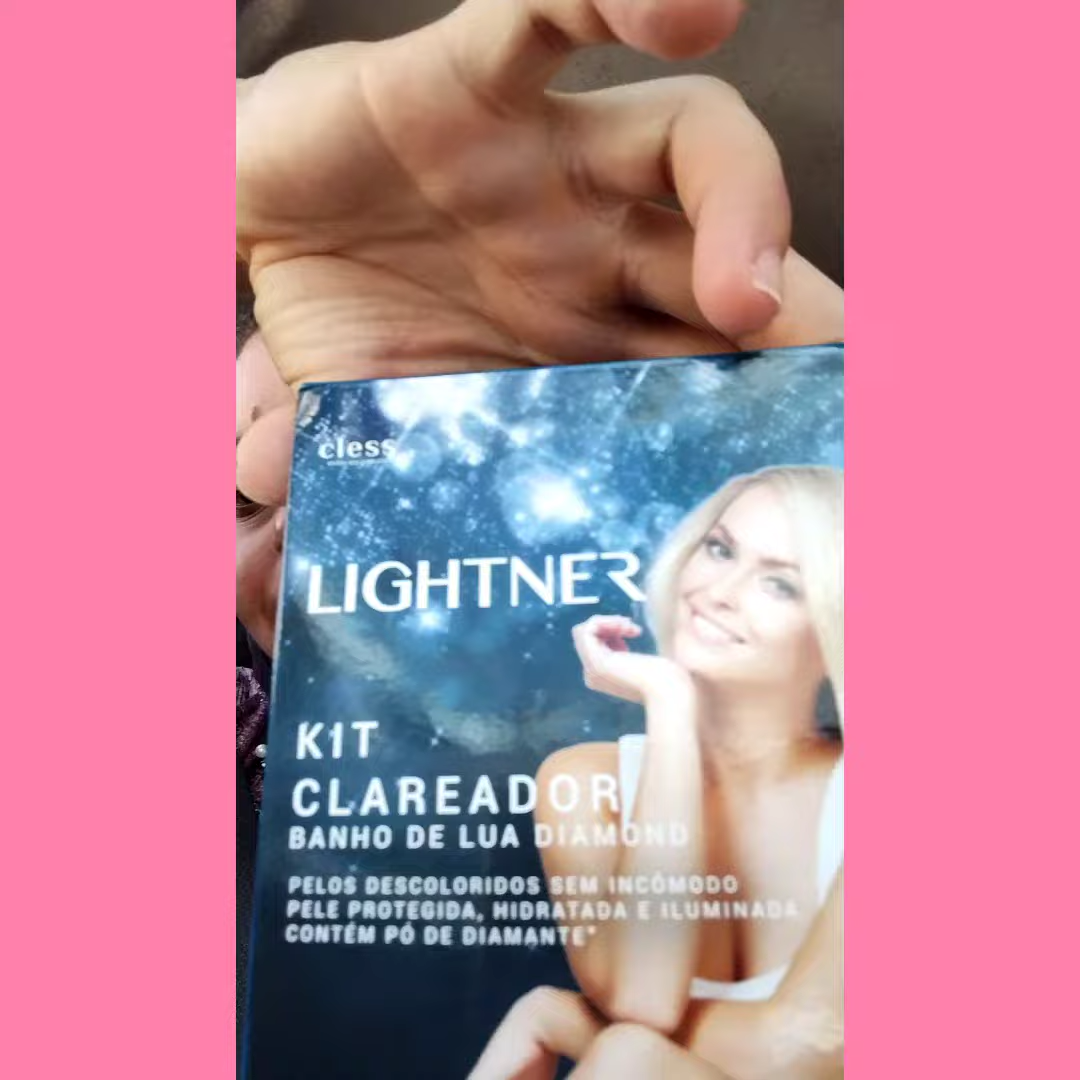 cless
LIGHTNER
KIT
CLAREADOR
BANHO DE LUA DIAMOND
PELOS DESCOLORIDOS SEM INCÔMODO
PELE PROTEGIDA, HIDRATADA E ILUMINADA
CONTÉM PÓ DE DIAMANTE*